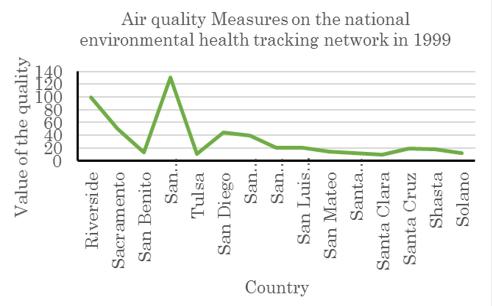 Air quality Measures on the national
environmental health tracking network in 1999
Value of the quality
140
120
100
80
60
40
20
0
Riverside
Sacramento
San Benito
San...
Tulsa
San Diego
San...
San...
San Luis...
San Mateo
Santa...
Santa Clara
Santa Cruz
Shasta
Solano
Country